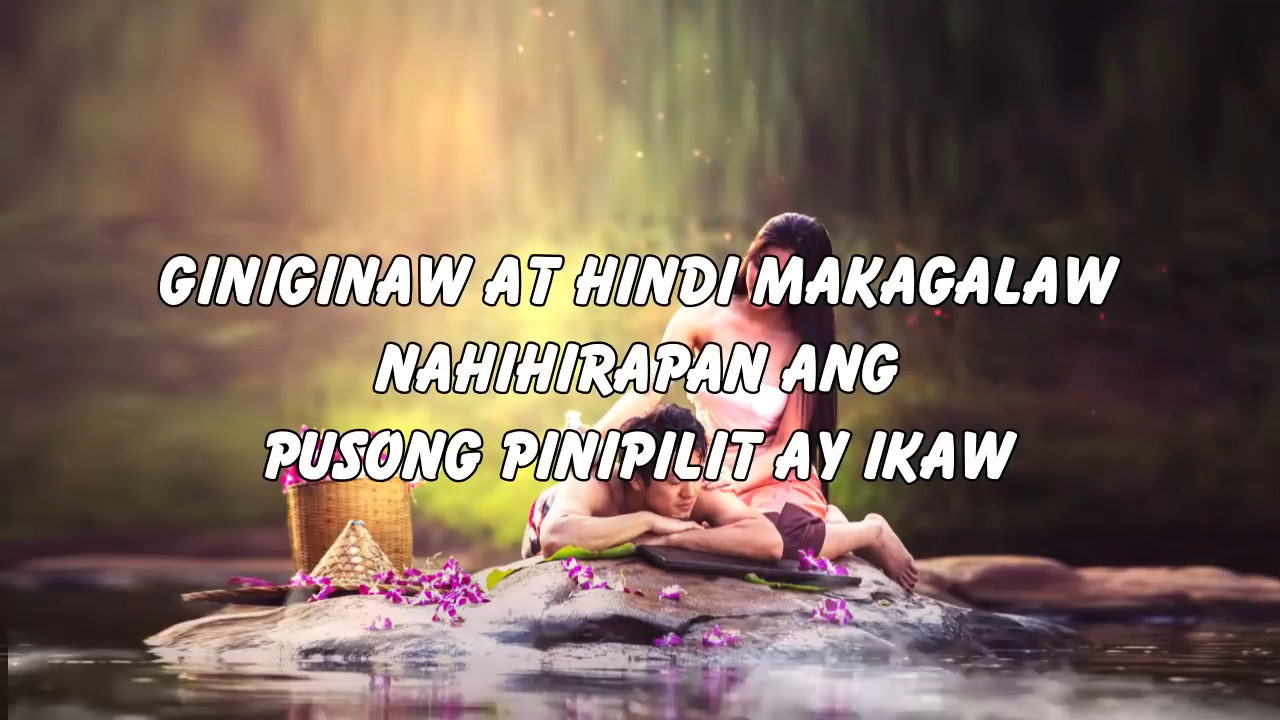 GINIGINAW AT HINDI MAKAGALAW
NAHIHIRAPAN ANG
PUSONG PINIPILIT AY IKAW